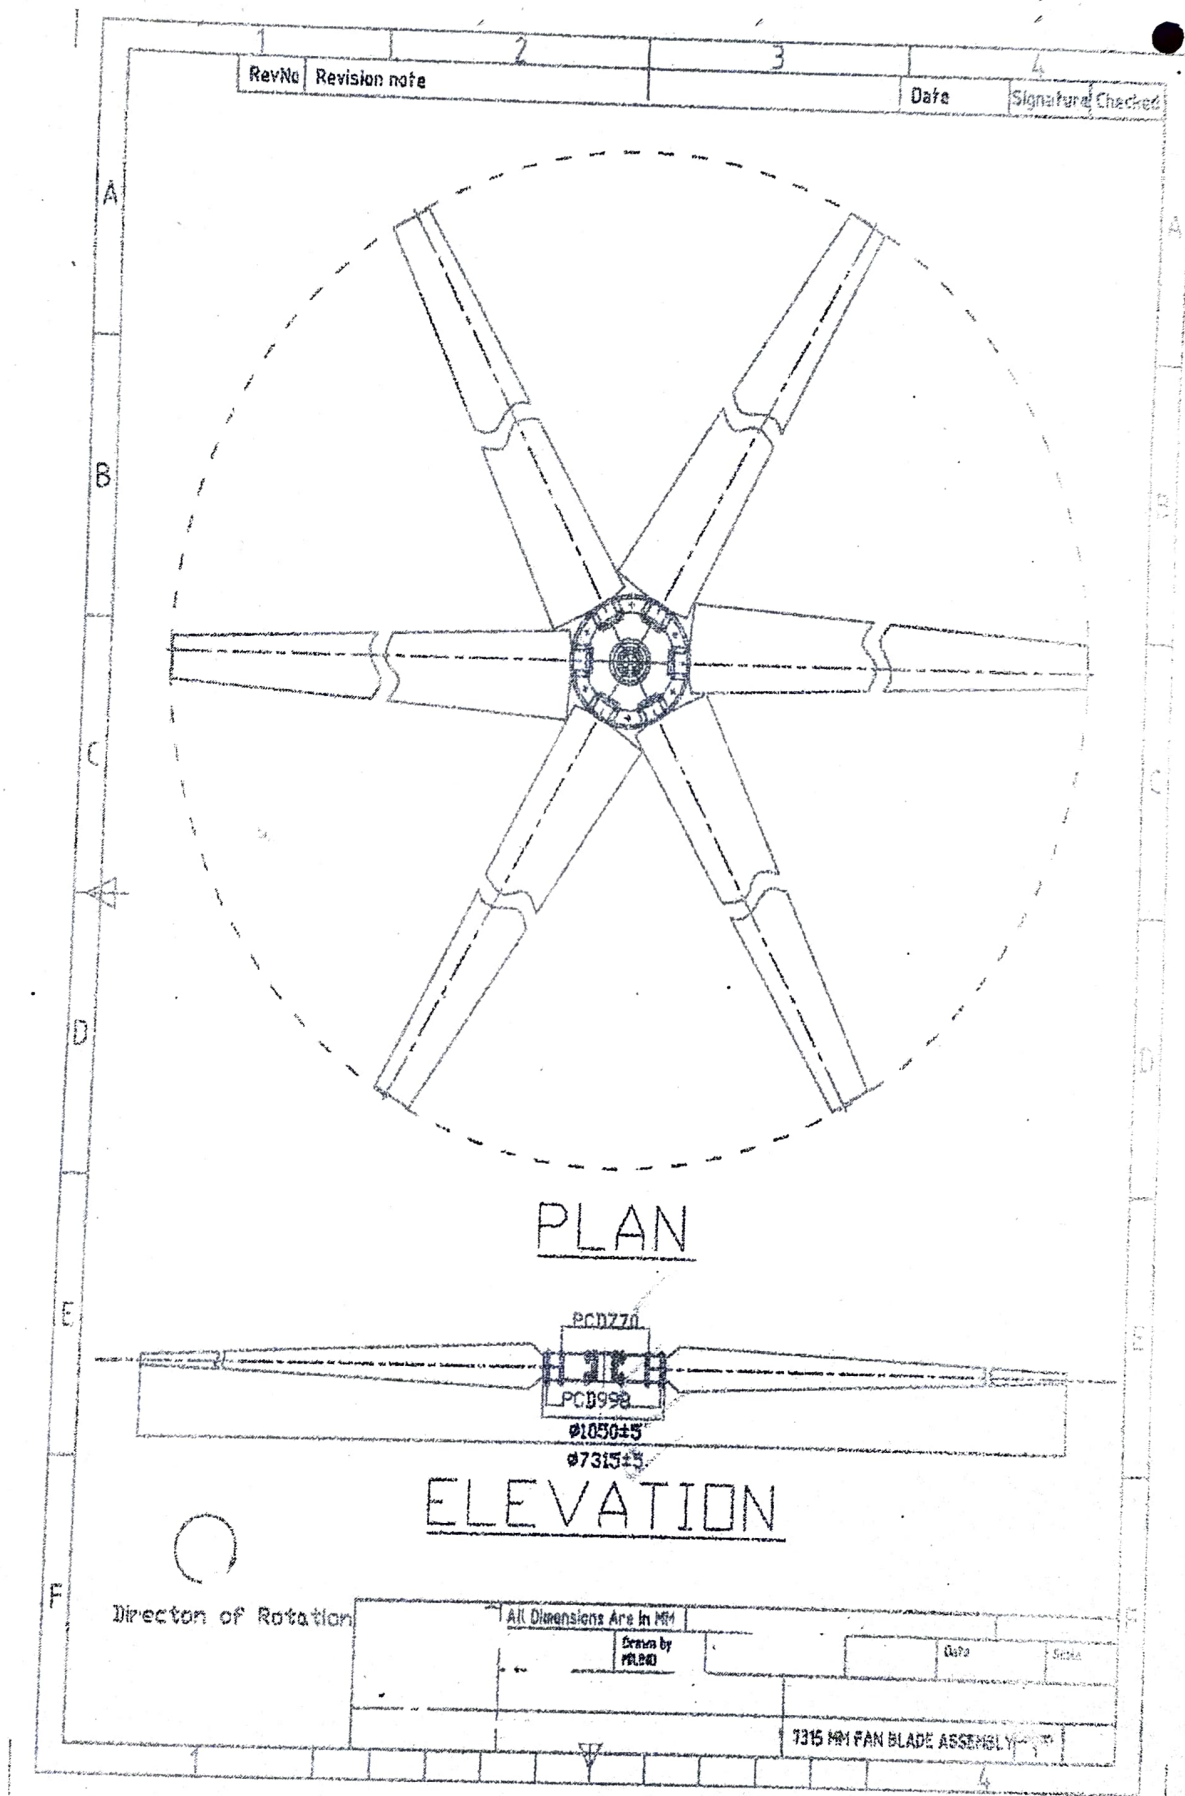 1 2 3 4
RevNo Revision note Date Signature Checked
A A
B B
C C
D D
PLAN
E E
PCD770
PCD998
Ø1050±5
Ø7315±5
ELEVATION
F F
Directon of Rotation
All Dimensions Are In MM
Drawn by
Date Scale
7315 MM FAN BLADE ASSEMBLY
1 4